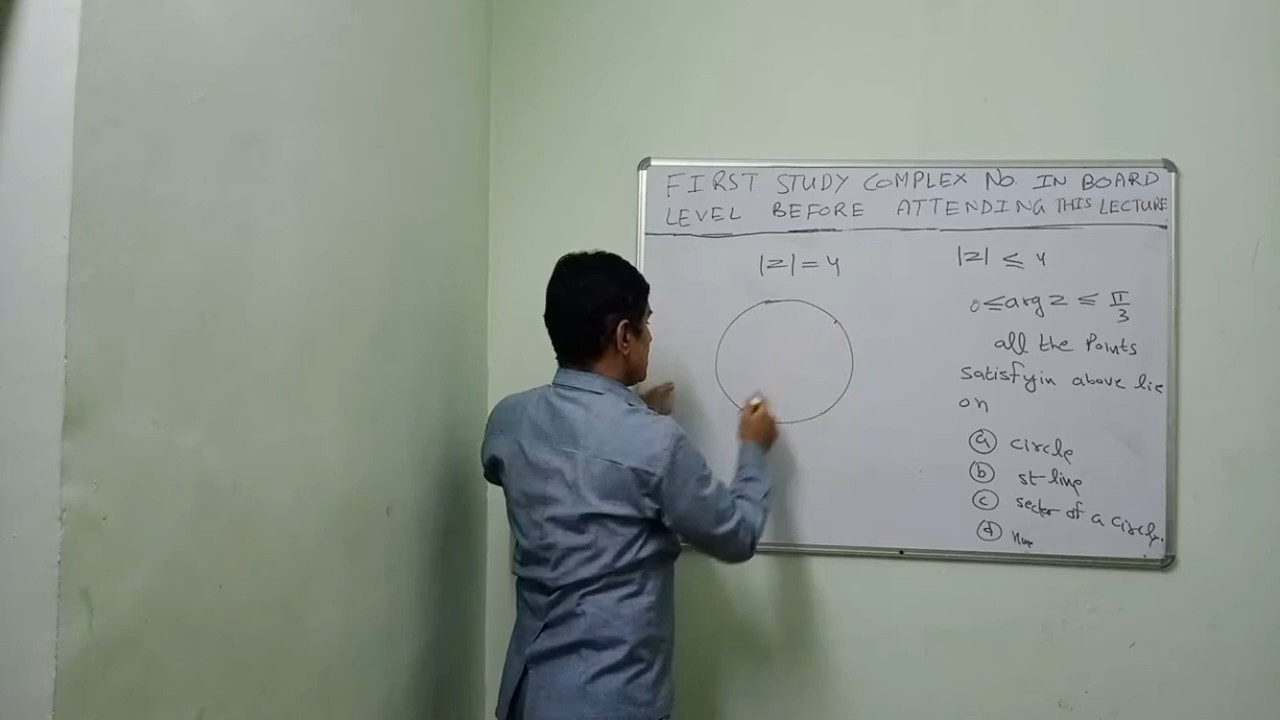 FIRST STUDY COMPLEX NO. IN BOARD
LEVEL BEFORE ATTENDING THIS LECTURE
|z| = 4
|z| ≤ 4
0 ≤ arg z ≤ π/3
all the Points
satisfyin above lie
on
(a) circle
(b) st-line
(c) sector of a circle.
(d)